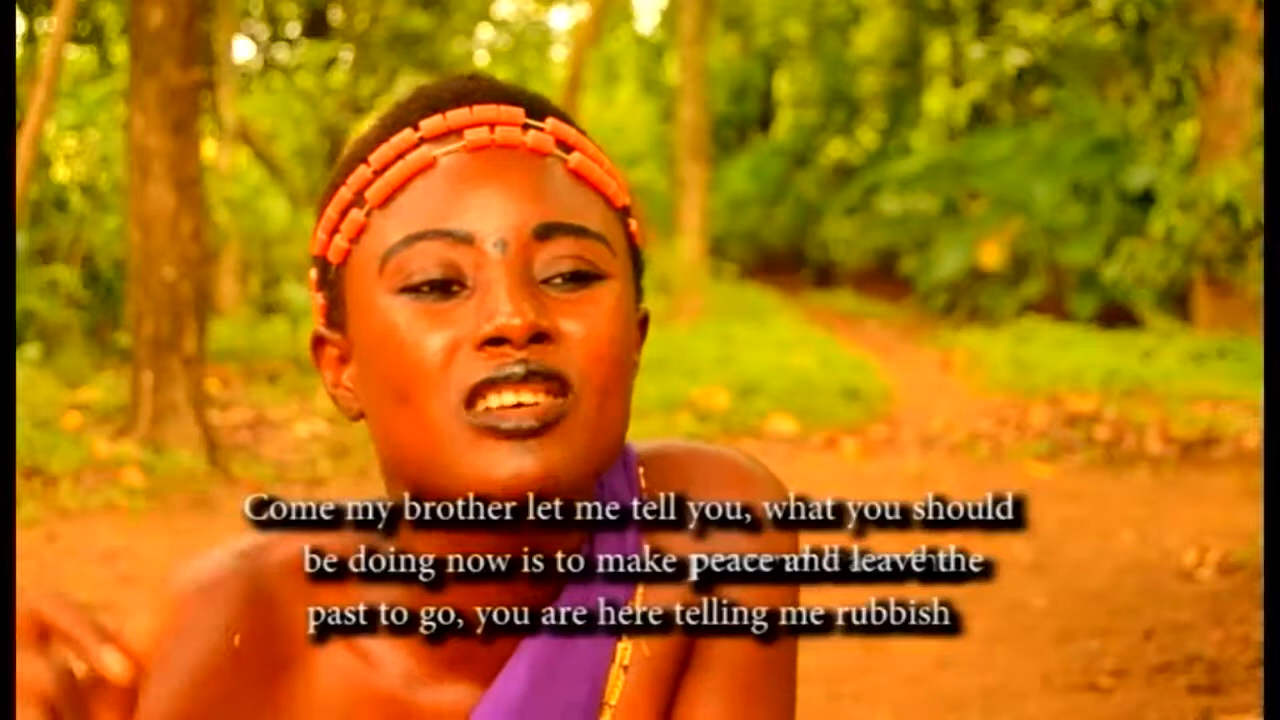 Come my brother let me tell you, what you should
be doing now is to make peace and leave the
past to go, you are here telling me rubbish